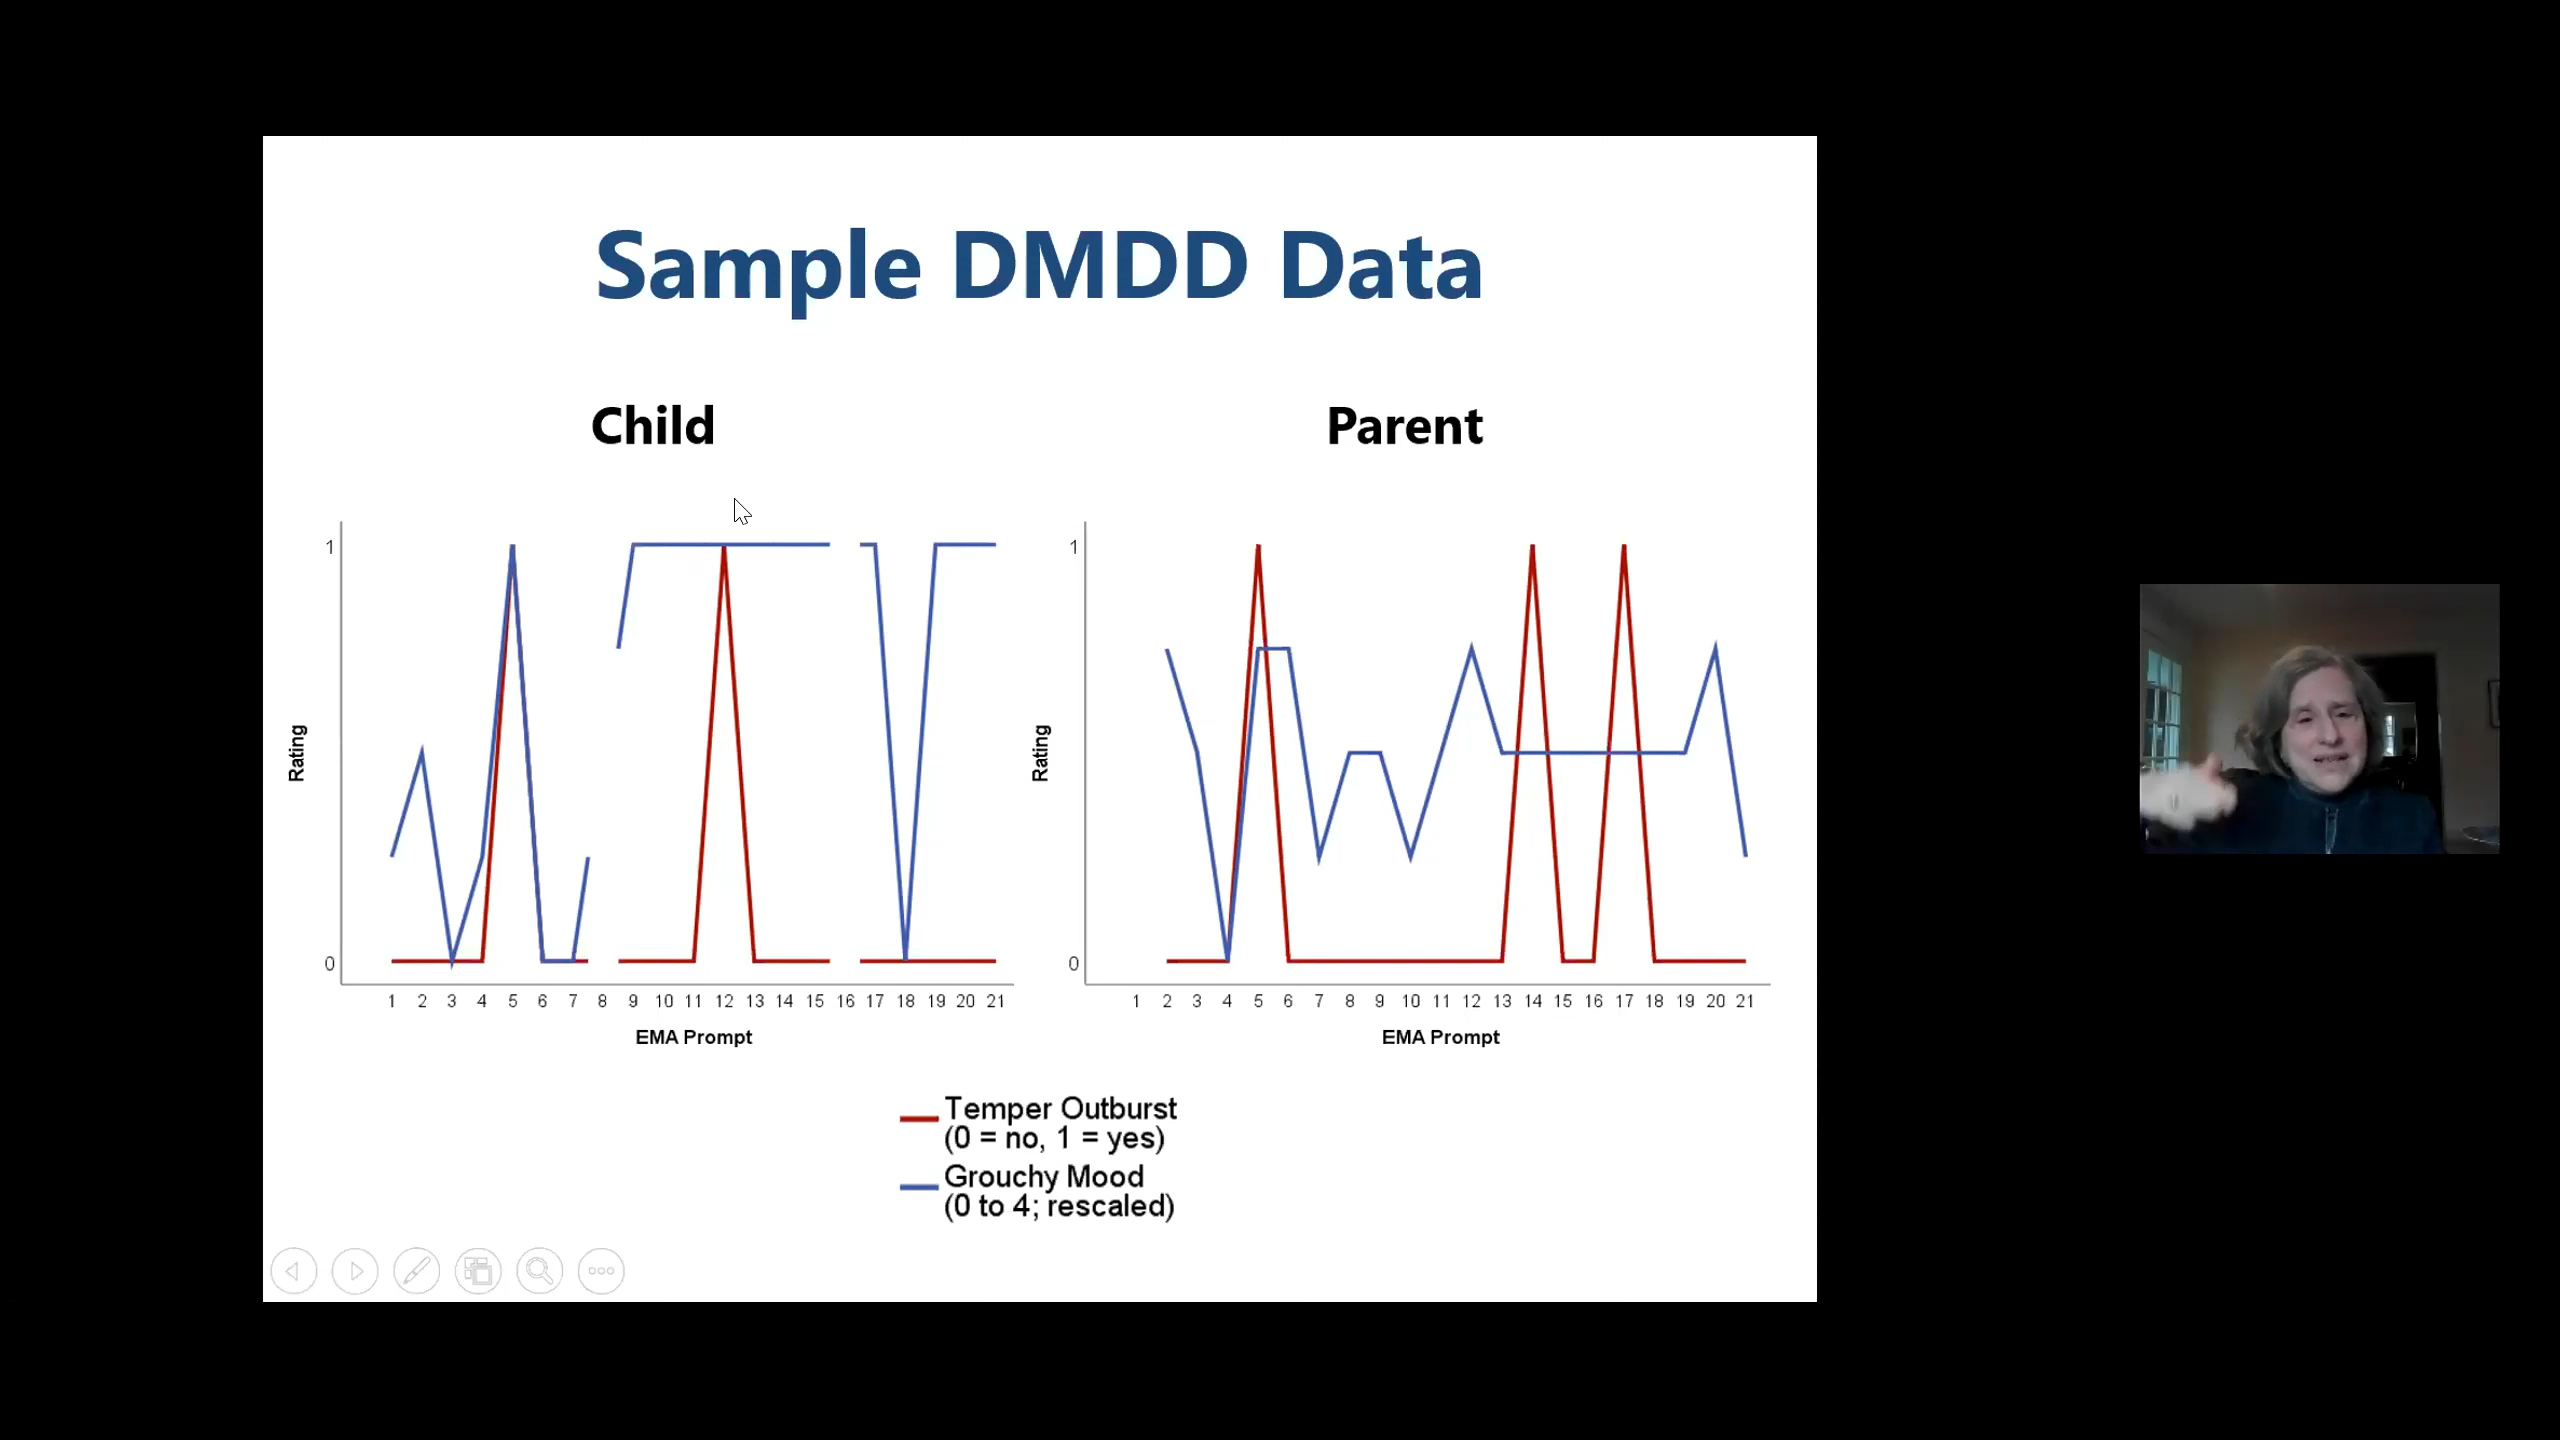 Sample DMDD Data
Child
Parent
1
0
Rating
1 2 3 4 5 6 7 8 9 10 11 12 13 14 15 16 17 18 19 20 21
EMA Prompt
1
0
Rating
1 2 3 4 5 6 7 8 9 10 11 12 13 14 15 16 17 18 19 20 21
EMA Prompt
Temper Outburst
(0 = no, 1 = yes)
Grouchy Mood
(0 to 4; rescaled)